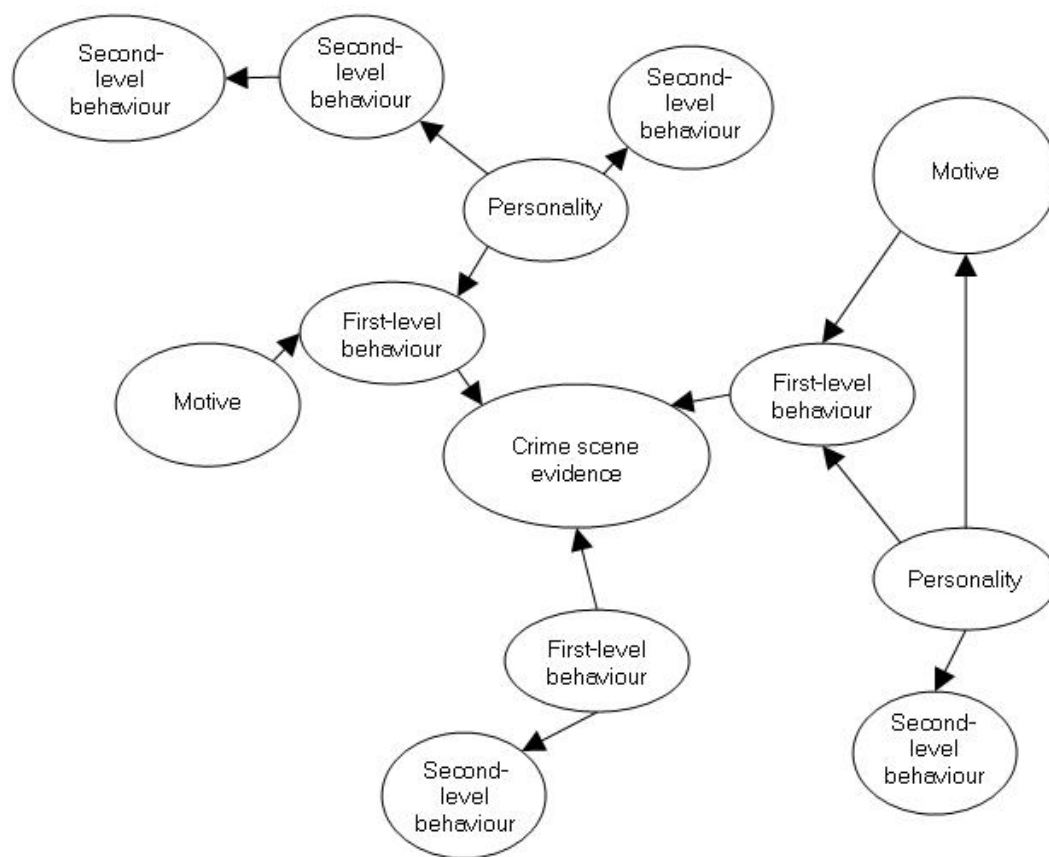 Second-
level
behaviour
Second-
level
behaviour
Second-
level
behaviour
Motive
Personality
First-level
behaviour
Motive
First-level
behaviour
Crime scene
evidence
Personality
First-level
behaviour
Second-
level
behaviour
Second-
level
behaviour